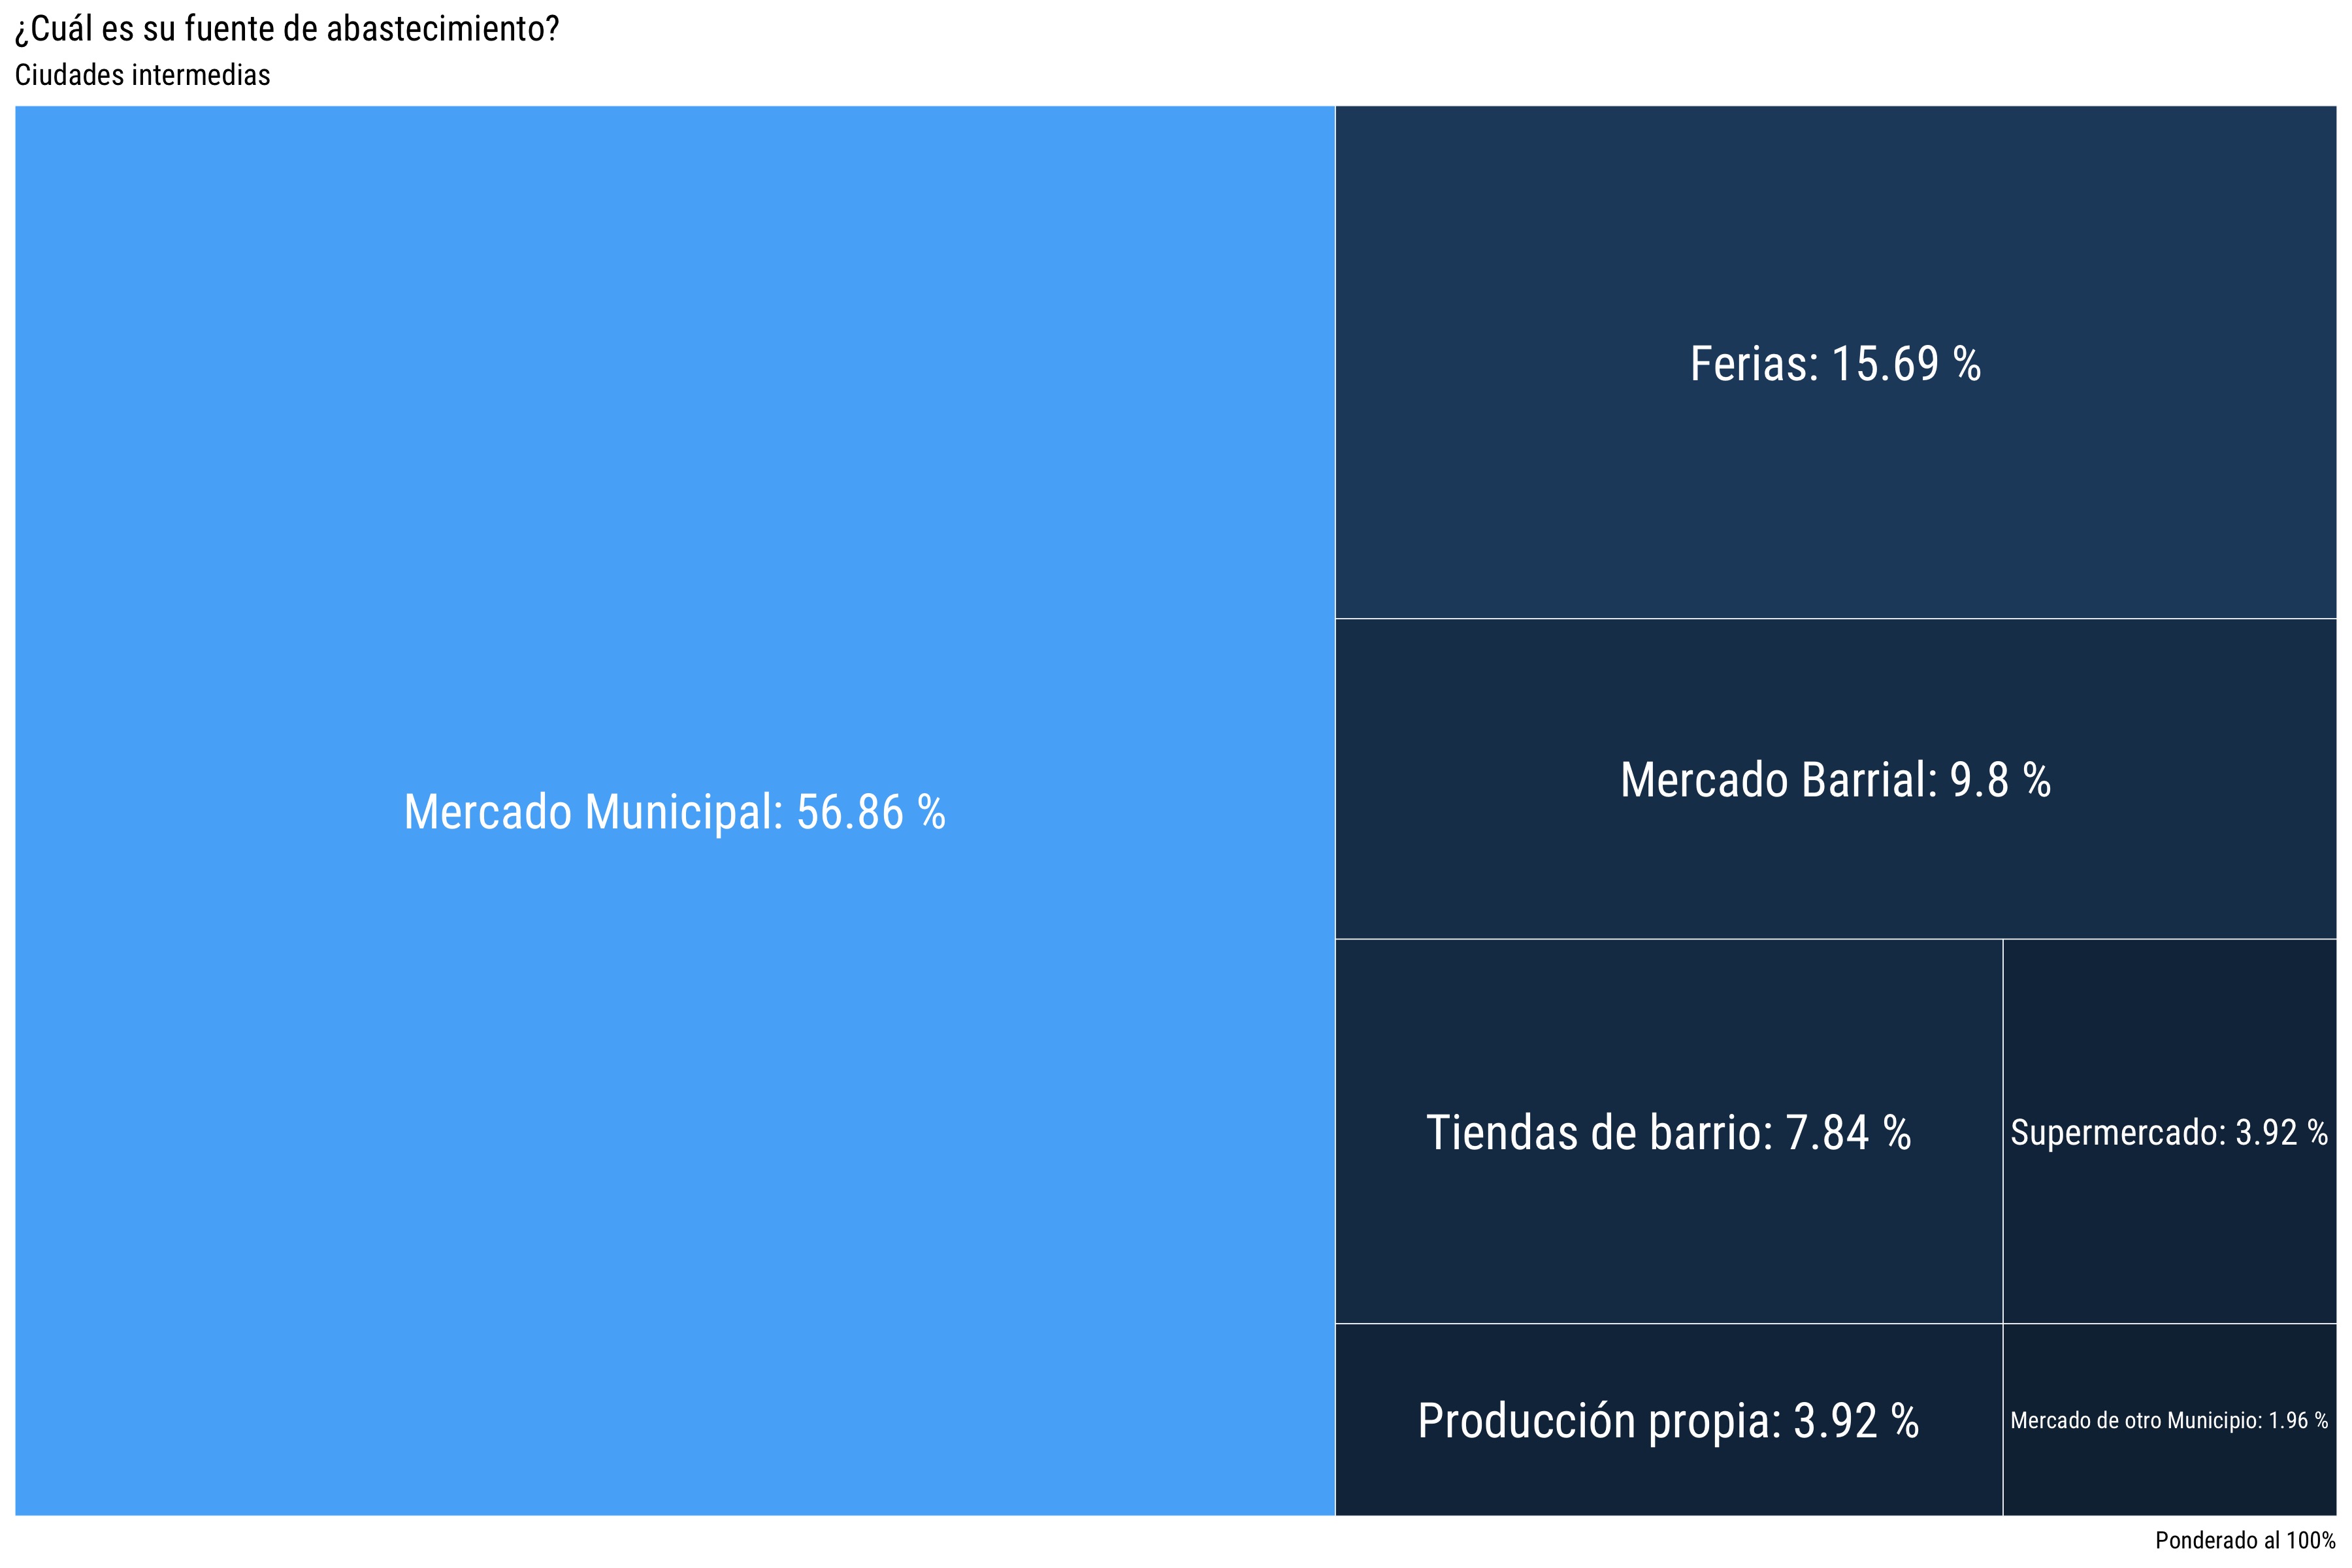 ¿Cuál es su fuente de abastecimiento?
Ciudades intermedias
Mercado Municipal: 56.86 %
Ferias: 15.69 %
Mercado Barrial: 9.8 %
Tiendas de barrio: 7.84 %
Supermercado: 3.92 %
Producción propia: 3.92 %
Mercado de otro Municipio: 1.96 %
Ponderado al 100%